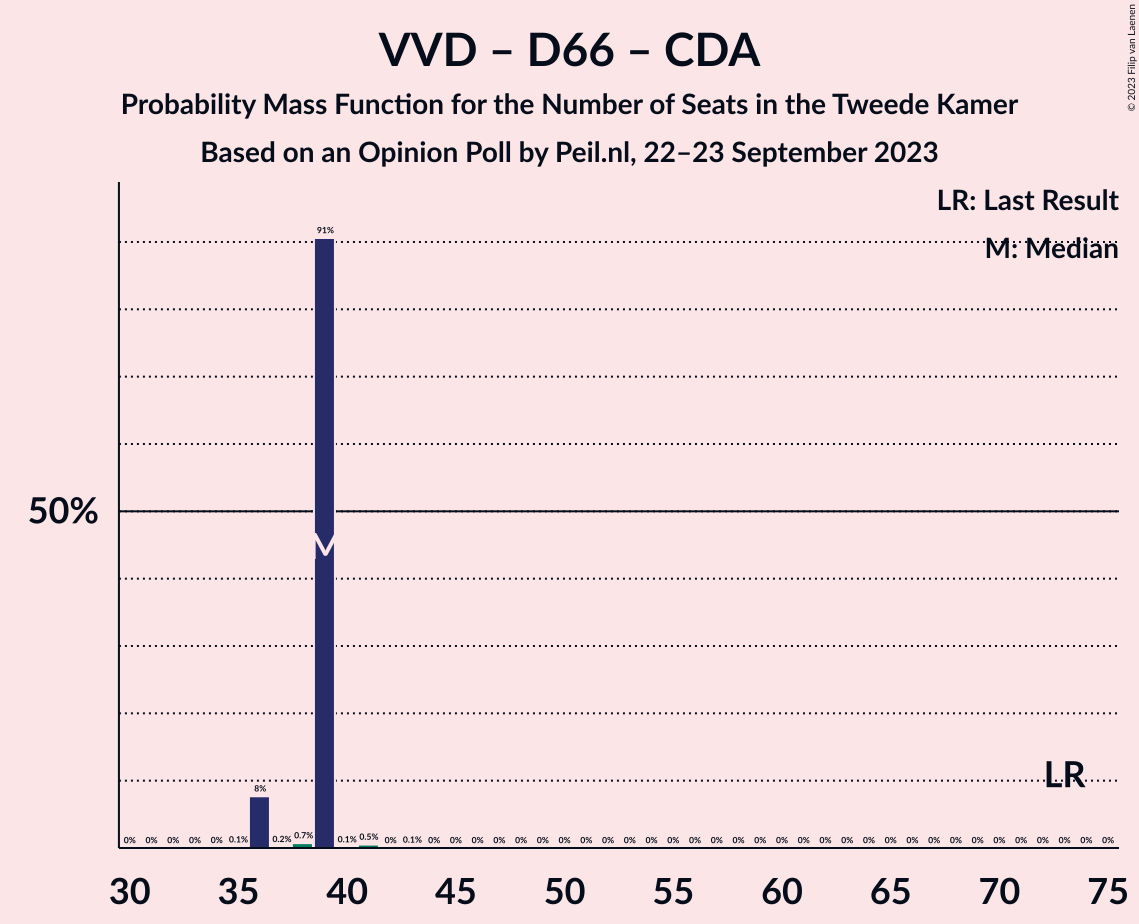 VVD – D66 – CDA
Probability Mass Function for the Number of Seats in the Tweede Kamer
Based on an Opinion Poll by Peil.nl, 22–23 September 2023
© 2023 Filip van Laenen
LR: Last Result
M: Median
91%
50%
M
LR
0% 0% 0% 0% 0% 0.1% 8% 0.2% 0.7% 0.1% 0.5% 0% 0.1% 0% 0% 0% 0% 0% 0% 0% 0% 0% 0% 0% 0% 0% 0% 0% 0% 0% 0% 0% 0% 0% 0% 0% 0% 0% 0% 0% 0% 0% 0% 0% 0%
30 35 40 45 50 55 60 65 70 75